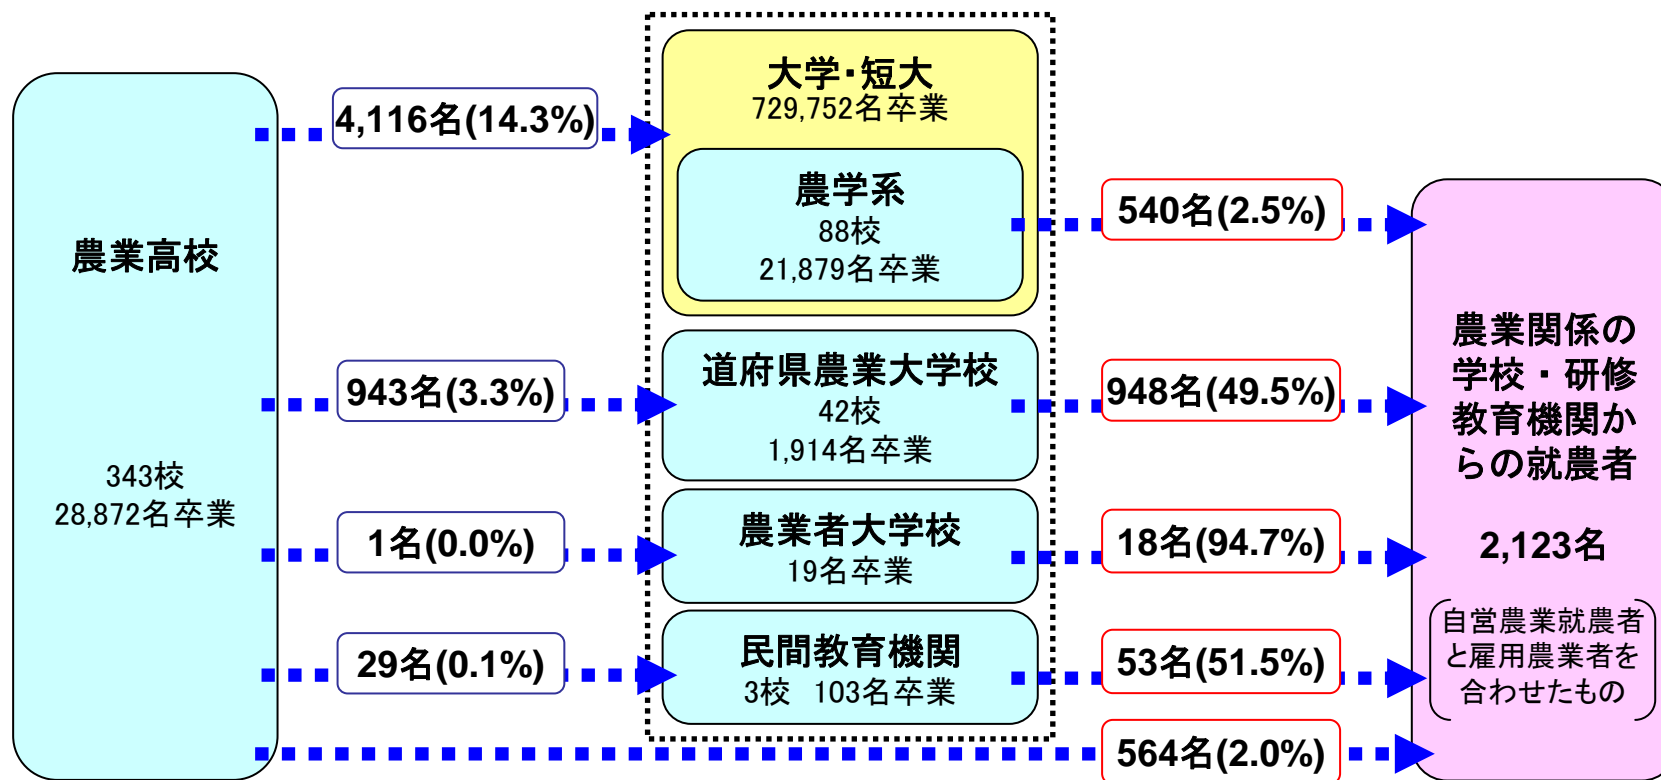 農業高校
343校
28,872名卒業
4,116名(14.3%)
943名(3.3%)
1名(0.0%)
29名(0.1%)
大学・短大
729,752名卒業
農学系
88校
21,879名卒業
道府県農業大学校
42校
1,914名卒業
農業者大学校
19名卒業
民間教育機関
3校 103名卒業
540名(2.5%)
948名(49.5%)
18名(94.7%)
53名(51.5%)
564名(2.0%)
農業関係の
学校・研修
教育機関か
らの就農者
2,123名
自営農業就農者
と雇用農業者を
合わせたもの